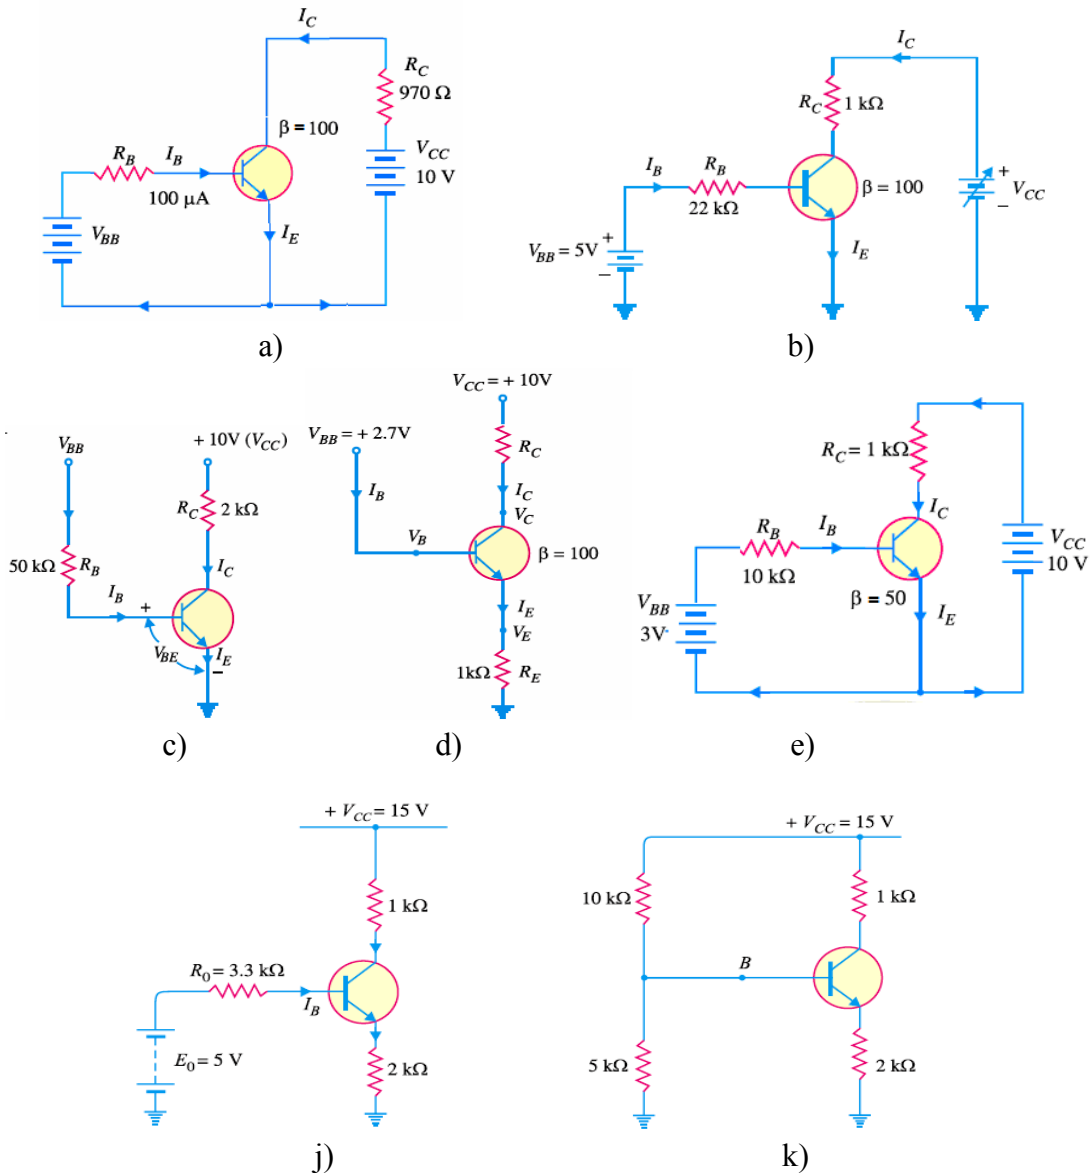 I_C
R_C
970 Ω
β = 100
V_CC
10 V
R_B
I_B
100 μA
V_BB
I_E
a)
I_C
R_C
1 kΩ
I_B
R_B
22 kΩ
β = 100
+
V_CC
−
V_BB = 5V
+
−
I_E
b)
V_BB
+ 10V (V_CC)
R_C
2 kΩ
50 kΩ
R_B
I_C
I_B
+
V_BE
I_E
−
c)
V_CC = + 10V
V_BB = + 2.7V
R_C
I_B
I_C
V_C
V_B
β = 100
I_E
V_E
1kΩ
R_E
d)
R_C = 1 kΩ
I_C
R_B
I_B
10 kΩ
V_CC
10 V
β = 50
V_BB
3V
I_E
e)
+ V_CC = 15 V
1 kΩ
R_0 = 3.3 kΩ
I_B
E_0 = 5 V
2 kΩ
j)
+ V_CC = 15 V
10 kΩ
1 kΩ
B
5 kΩ
2 kΩ
k)